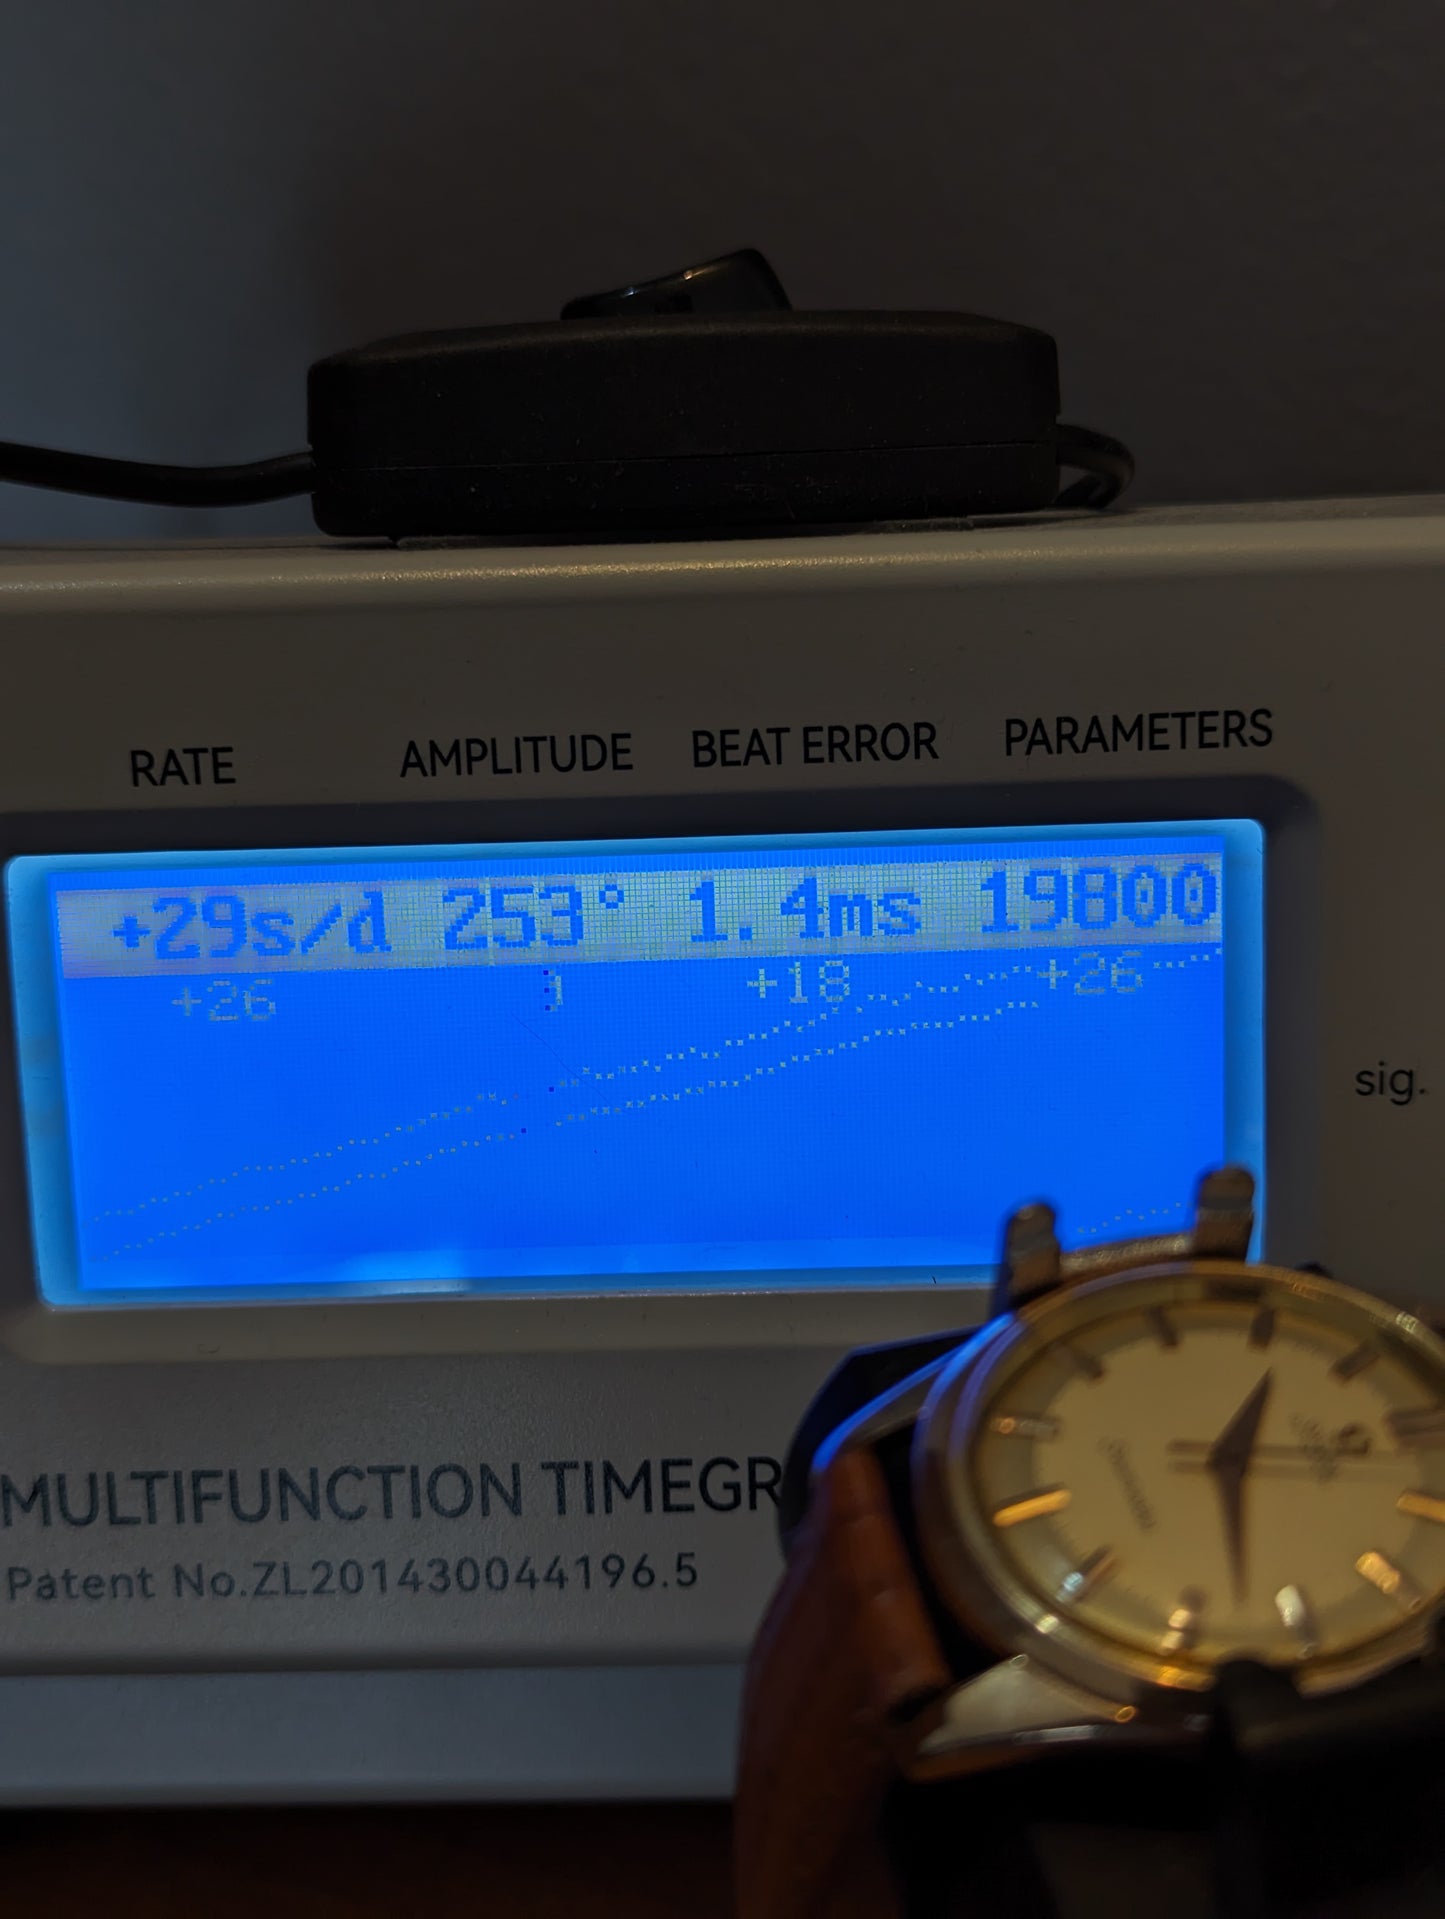 RATE AMPLITUDE BEAT ERROR PARAMETERS
+29s/d 253° 1.4ms 19800
+26 3 +18 +26
sig.
MULTIFUNCTION TIMEGR
Patent No.ZL201430044196.5